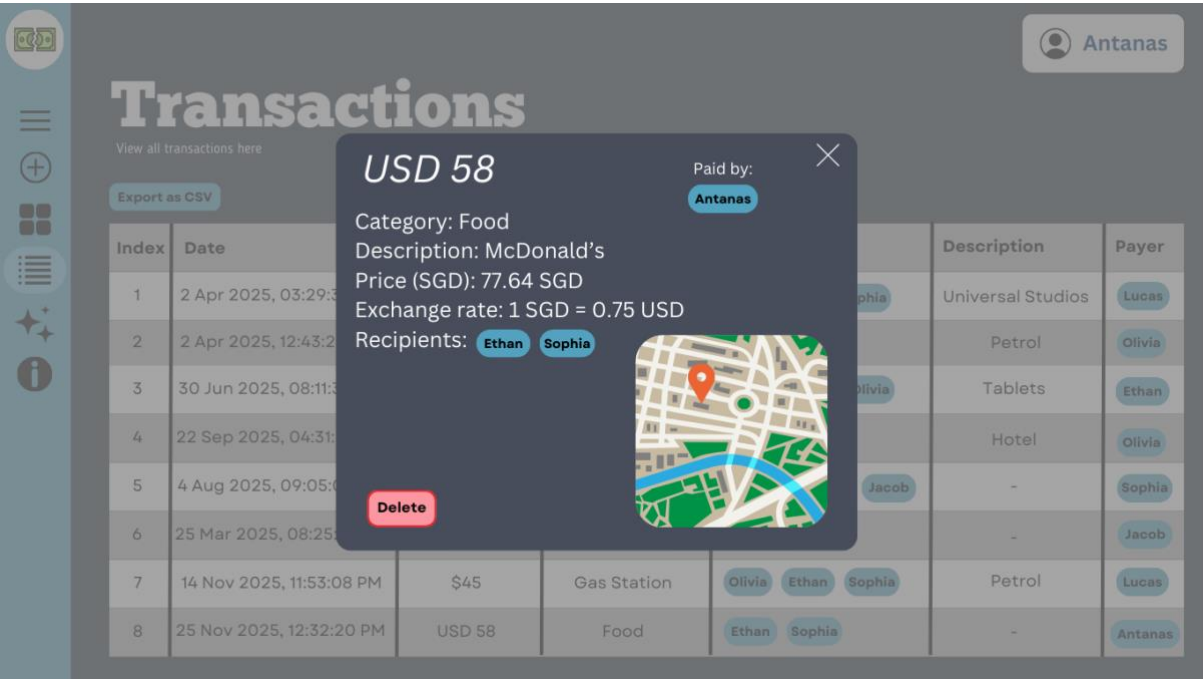 Antanas
Transactions
View all transactions here
Export as CSV
USD 58
Paid by:
Antanas
Category: Food
Description: McDonald’s
Price (SGD): 77.64 SGD
Exchange rate: 1 SGD = 0.75 USD
Recipients: Ethan Sophia
Delete
Index Date Description Payer
1 2 Apr 2025, 03:29:3 phia Universal Studios Lucas
2 2 Apr 2025, 12:43:2 Petrol Olivia
3 30 Jun 2025, 08:11:3 Olivia Tablets Ethan
4 22 Sep 2025, 04:31: Hotel Olivia
5 4 Aug 2025, 09:05: Jacob - Sophia
6 25 Mar 2025, 08:25: - Jacob
7 14 Nov 2025, 11:53:08 PM $45 Gas Station Olivia Ethan Sophia Petrol Lucas
8 25 Nov 2025, 12:32:20 PM USD 58 Food Ethan Sophia - Antanas